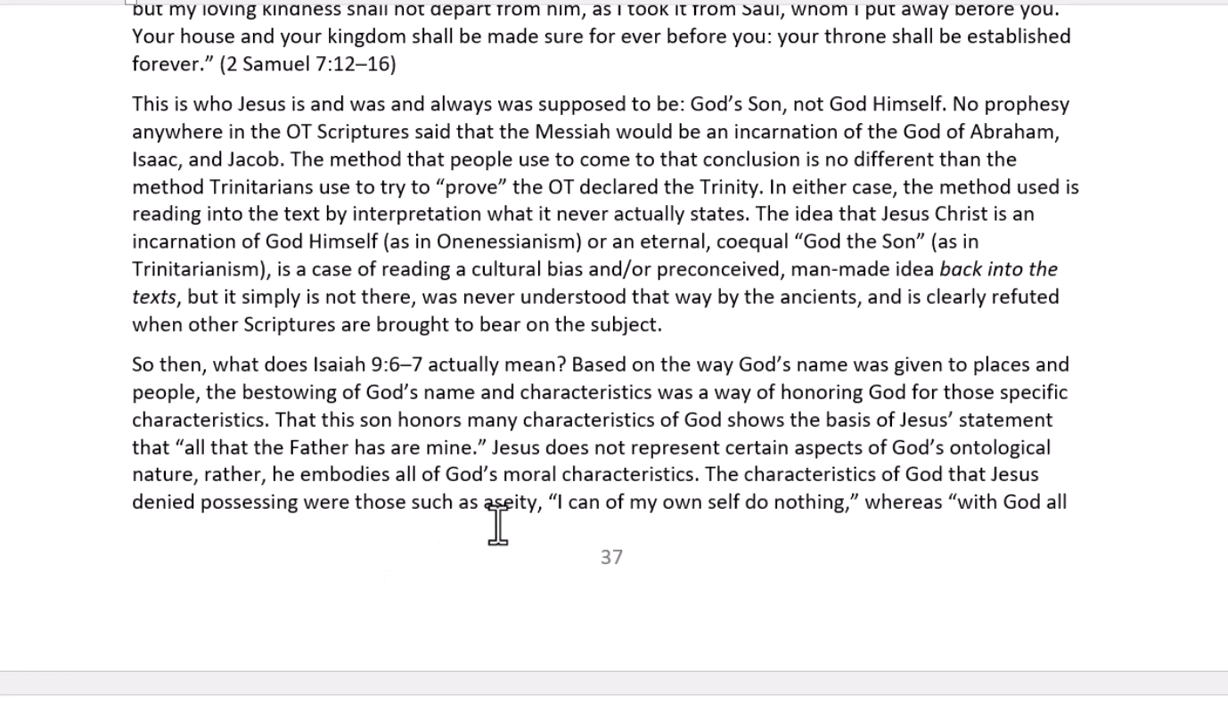 but my loving kindness shall not depart from him, as I took it from Saul, whom I put away before you.
Your house and your kingdom shall be made sure for ever before you: your throne shall be established
forever.” (2 Samuel 7:12–16)
This is who Jesus is and was and always was supposed to be: God’s Son, not God Himself. No prophesy
anywhere in the OT Scriptures said that the Messiah would be an incarnation of the God of Abraham,
Isaac, and Jacob. The method that people use to come to that conclusion is no different than the
method Trinitarians use to try to “prove” the OT declared the Trinity. In either case, the method used is
reading into the text by interpretation what it never actually states. The idea that Jesus Christ is an
incarnation of God Himself (as in Onenessianism) or an eternal, coequal “God the Son” (as in
Trinitarianism), is a case of reading a cultural bias and/or preconceived, man-made idea back into the
texts, but it simply is not there, was never understood that way by the ancients, and is clearly refuted
when other Scriptures are brought to bear on the subject.
So then, what does Isaiah 9:6–7 actually mean? Based on the way God’s name was given to places and
people, the bestowing of God’s name and characteristics was a way of honoring God for those specific
characteristics. That this son honors many characteristics of God shows the basis of Jesus’ statement
that “all that the Father has are mine.” Jesus does not represent certain aspects of God’s ontological
nature, rather, he embodies all of God’s moral characteristics. The characteristics of God that Jesus
denied possessing were those such as aseity, “I can of my own self do nothing,” whereas “with God all
37